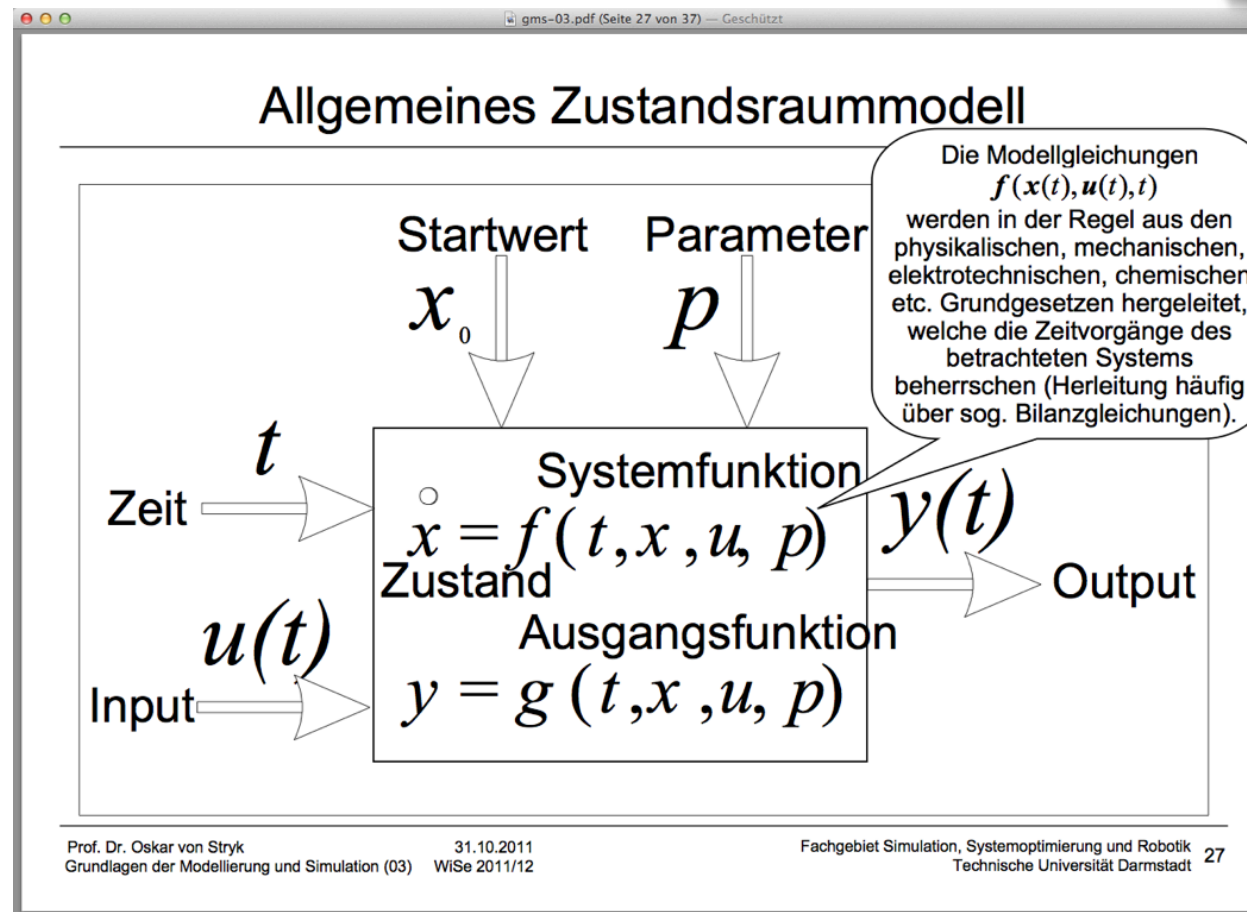 gms-03.pdf (Seite 27 von 37) — Geschützt
Allgemeines Zustandsraummodell
Die Modellgleichungen
f(x(t),u(t),t)
werden in der Regel aus den
physikalischen, mechanischen,
elektrotechnischen, chemischen
etc. Grundgesetzen hergeleitet,
welche die Zeitvorgänge des
betrachteten Systems
beherrschen (Herleitung häufig
über sog. Bilanzgleichungen).
Startwert
x₀
Parameter
p
t
Zeit
u(t)
Input
Systemfunktion
ẋ = f(t,x,u,p)
Zustand
Ausgangsfunktion
y = g(t,x,u,p)
y(t)
Output
Prof. Dr. Oskar von Stryk
Grundlagen der Modellierung und Simulation (03)
31.10.2011
WiSe 2011/12
Fachgebiet Simulation, Systemoptimierung und Robotik
Technische Universität Darmstadt
27